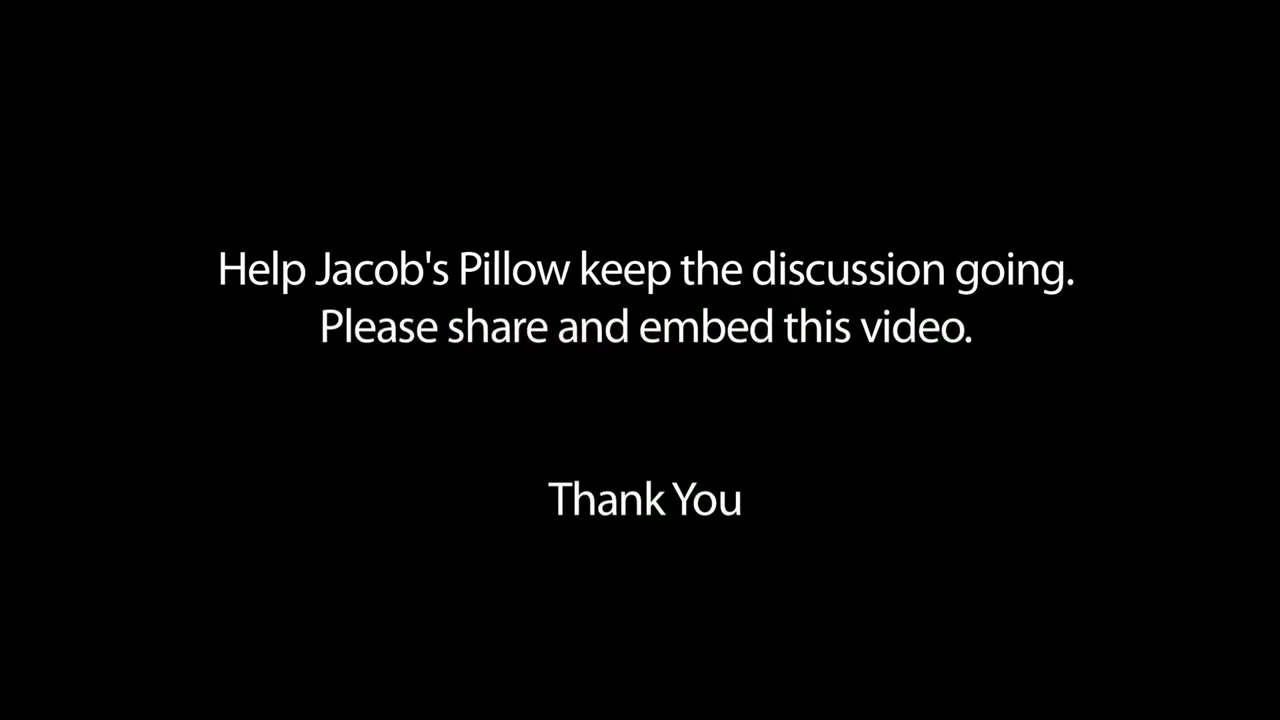 Help Jacob's Pillow keep the discussion going.
Please share and embed this video.
Thank You